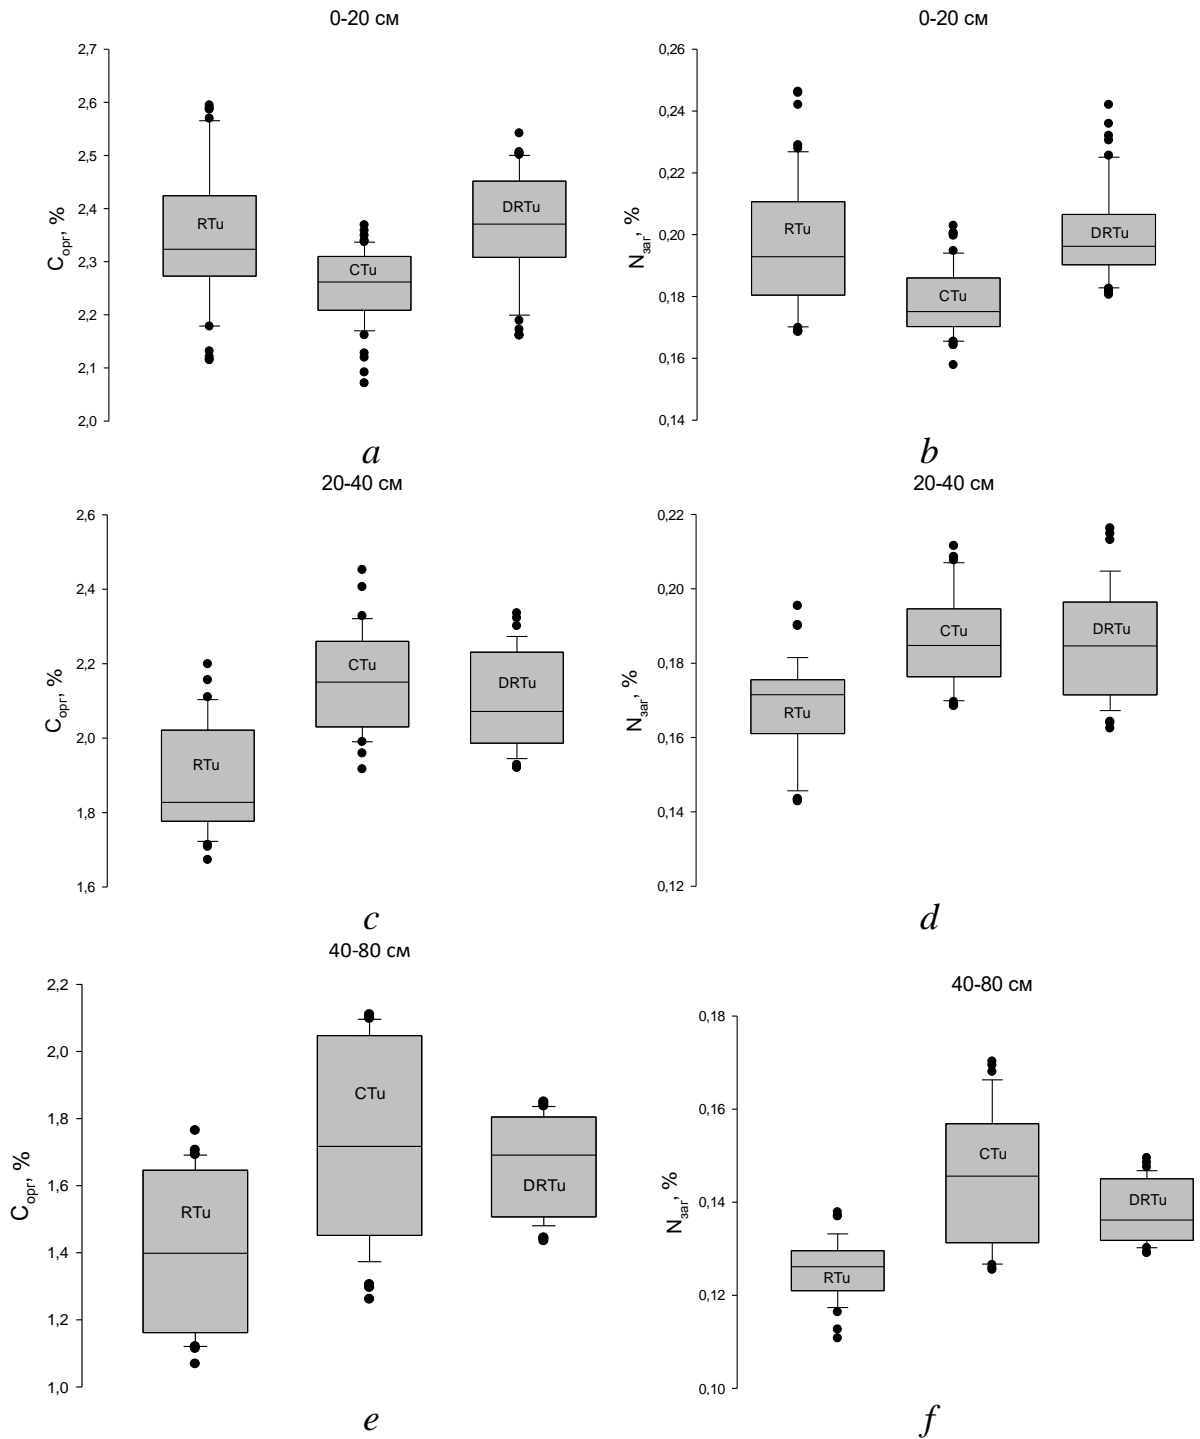 0-20 см
2,7
2,6
2,5
2,4
2,3
2,2
2,1
2,0
Cорг, %
RTu
CTu
DRTu
a
0-20 см
0,26
0,24
0,22
0,20
0,18
0,16
0,14
Nзаг, %
RTu
CTu
DRTu
b
20-40 см
2,6
2,4
2,2
2,0
1,8
1,6
Cорг, %
RTu
CTu
DRTu
c
20-40 см
0,22
0,20
0,18
0,16
0,14
0,12
Nзаг, %
RTu
CTu
DRTu
d
40-80 см
2,2
2,0
1,8
1,6
1,4
1,2
1,0
Cорг, %
RTu
CTu
DRTu
e
40-80 см
0,18
0,16
0,14
0,12
0,10
Nзаг, %
RTu
CTu
DRTu
f